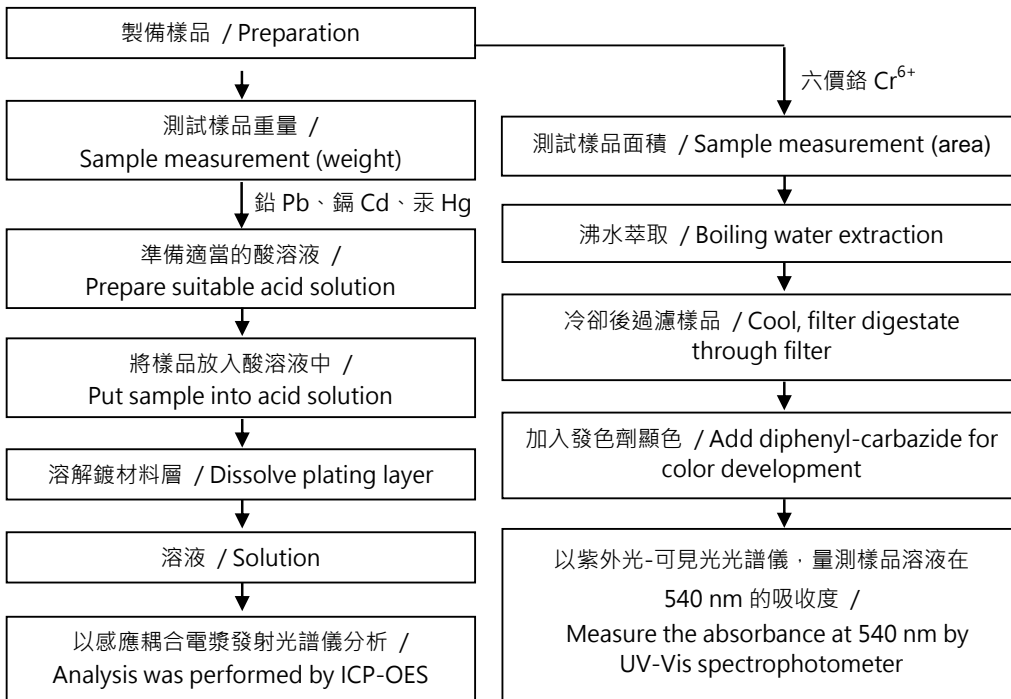 製備樣品 / Preparation
測試樣品重量 /
Sample measurement (weight)
鉛 Pb、鎘 Cd、汞 Hg
準備適當的酸溶液 /
Prepare suitable acid solution
將樣品放入酸溶液中 /
Put sample into acid solution
溶解鍍材料層 / Dissolve plating layer
溶液 / Solution
以感應耦合電漿發射光譜儀分析 /
Analysis was performed by ICP-OES
六價鉻 Cr⁶⁺
測試樣品面積 / Sample measurement (area)
沸水萃取 / Boiling water extraction
冷卻後過濾樣品 / Cool, filter digestate
through filter
加入發色劑顯色 / Add diphenyl-carbazide for
color development
以紫外光-可見光光譜儀，量測樣品溶液在
540 nm 的吸收度 /
Measure the absorbance at 540 nm by
UV-Vis spectrophotometer